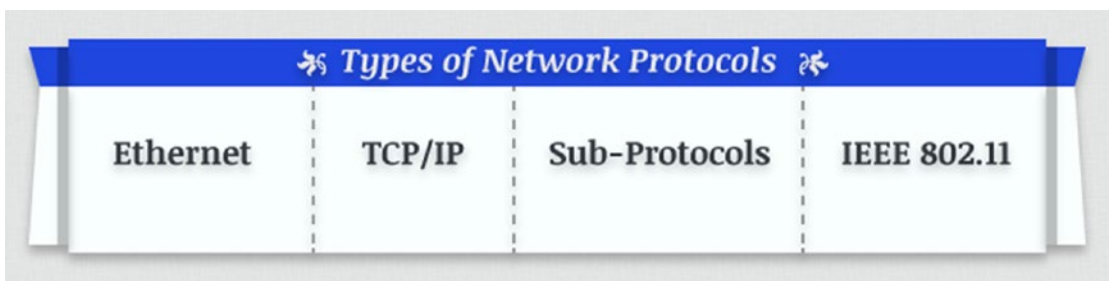 Types of Network Protocols
Ethernet
TCP/IP
Sub-Protocols
IEEE 802.11